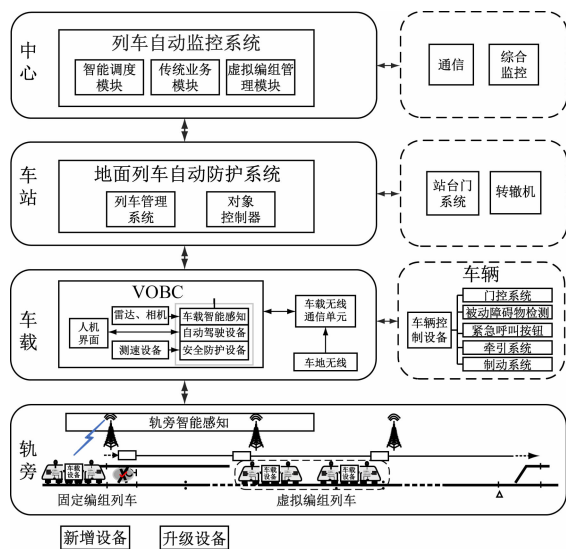 中心
列车自动监控系统
智能调度
模块
传统业务
模块
虚拟编组管
理模块
通信
综合
监控
车站
地面列车自动防护系统
列车管理
系统
对象
控制器
站台门
系统
转辙机
车载
VOBC
雷达、相机
人机
界面
测速设备
车载智能感知
自动驾驶设备
安全防护设备
车载无线
通信单元
车地无线
车辆
车辆控
制设备
门控系统
被动障碍物检测
紧急呼叫按钮
牵引系统
制动系统
轨旁
轨旁智能感知
车载
设备
车载
设备
车载
设备
固定编组列车
虚拟编组列车
新增设备
升级设备